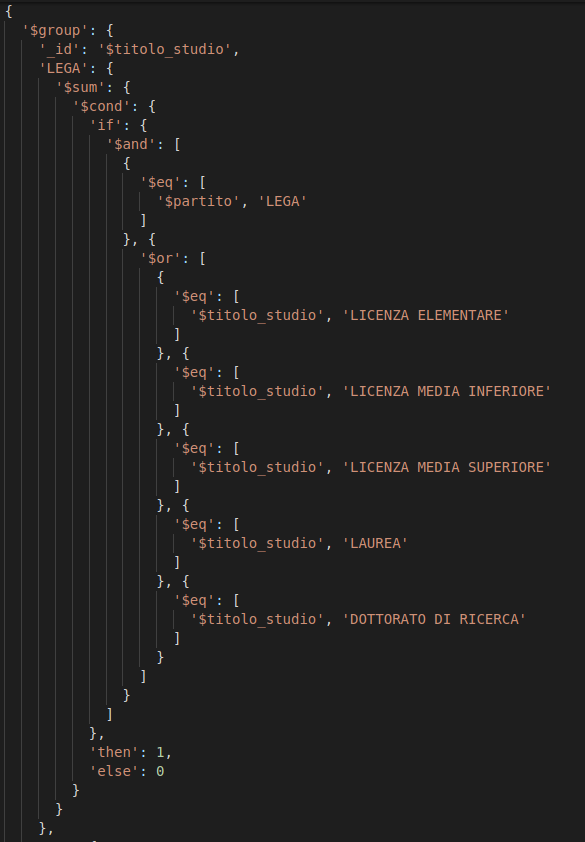 {
  '$group': {
    '_id': '$titolo_studio',
    'LEGA': {
      '$sum': {
        '$cond': {
          'if': {
            '$and': [
              {
                '$eq': [
                  '$partito', 'LEGA'
                ]
              }, {
                '$or': [
                  {
                    '$eq': [
                      '$titolo_studio', 'LICENZA ELEMENTARE'
                    ]
                  }, {
                    '$eq': [
                      '$titolo_studio', 'LICENZA MEDIA INFERIORE'
                    ]
                  }, {
                    '$eq': [
                      '$titolo_studio', 'LICENZA MEDIA SUPERIORE'
                    ]
                  }, {
                    '$eq': [
                      '$titolo_studio', 'LAUREA'
                    ]
                  }, {
                    '$eq': [
                      '$titolo_studio', 'DOTTORATO DI RICERCA'
                    ]
                  }
                ]
              }
            ]
          },
          'then': 1,
          'else': 0
        }
      }
    },